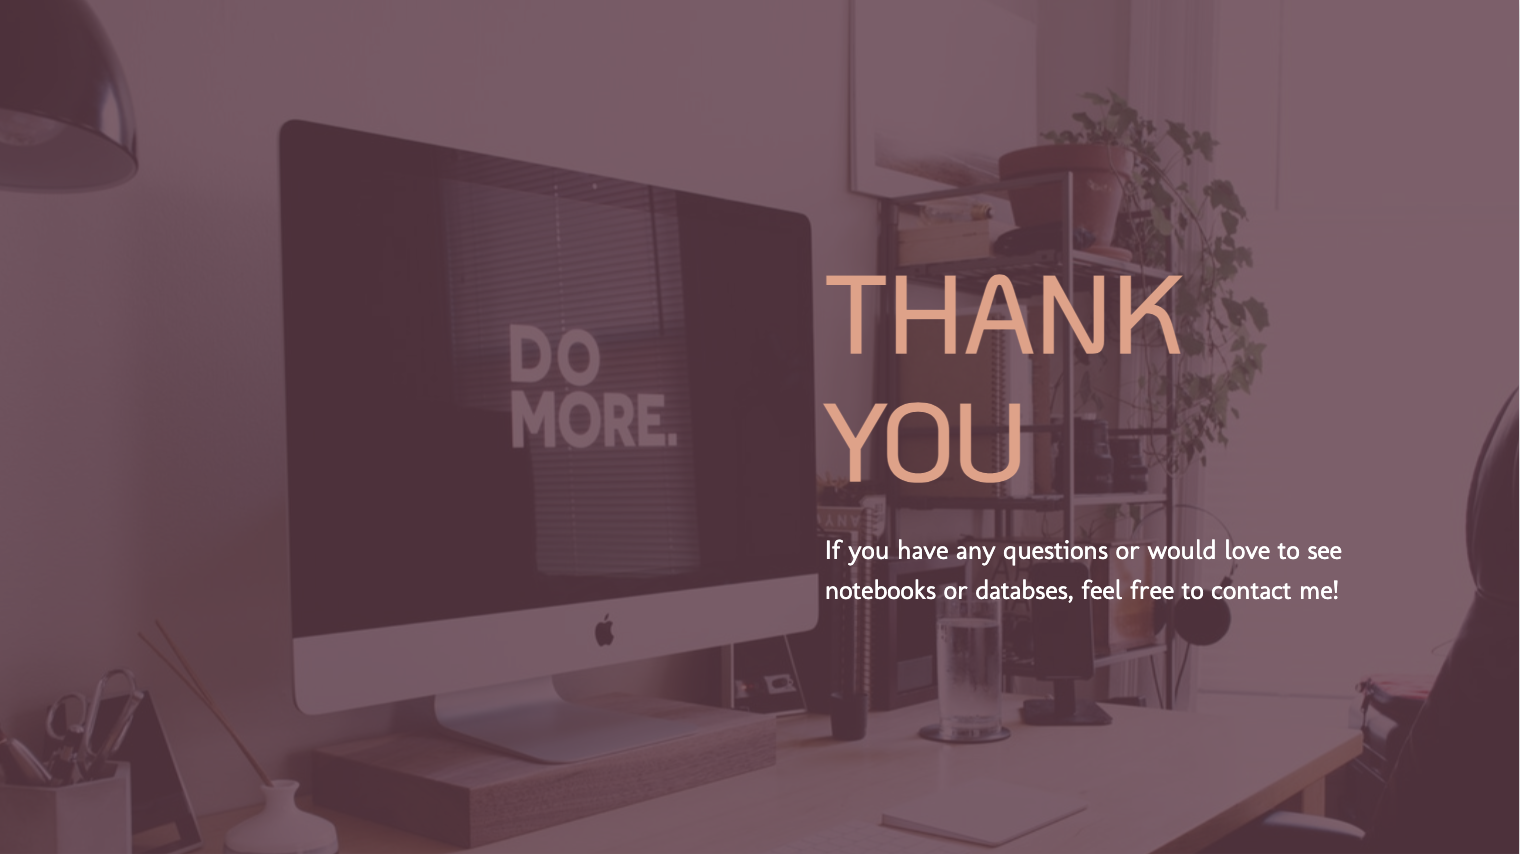 DO
MORE.
THANK
YOU
If you have any questions or would love to see
notebooks or databses, feel free to contact me!